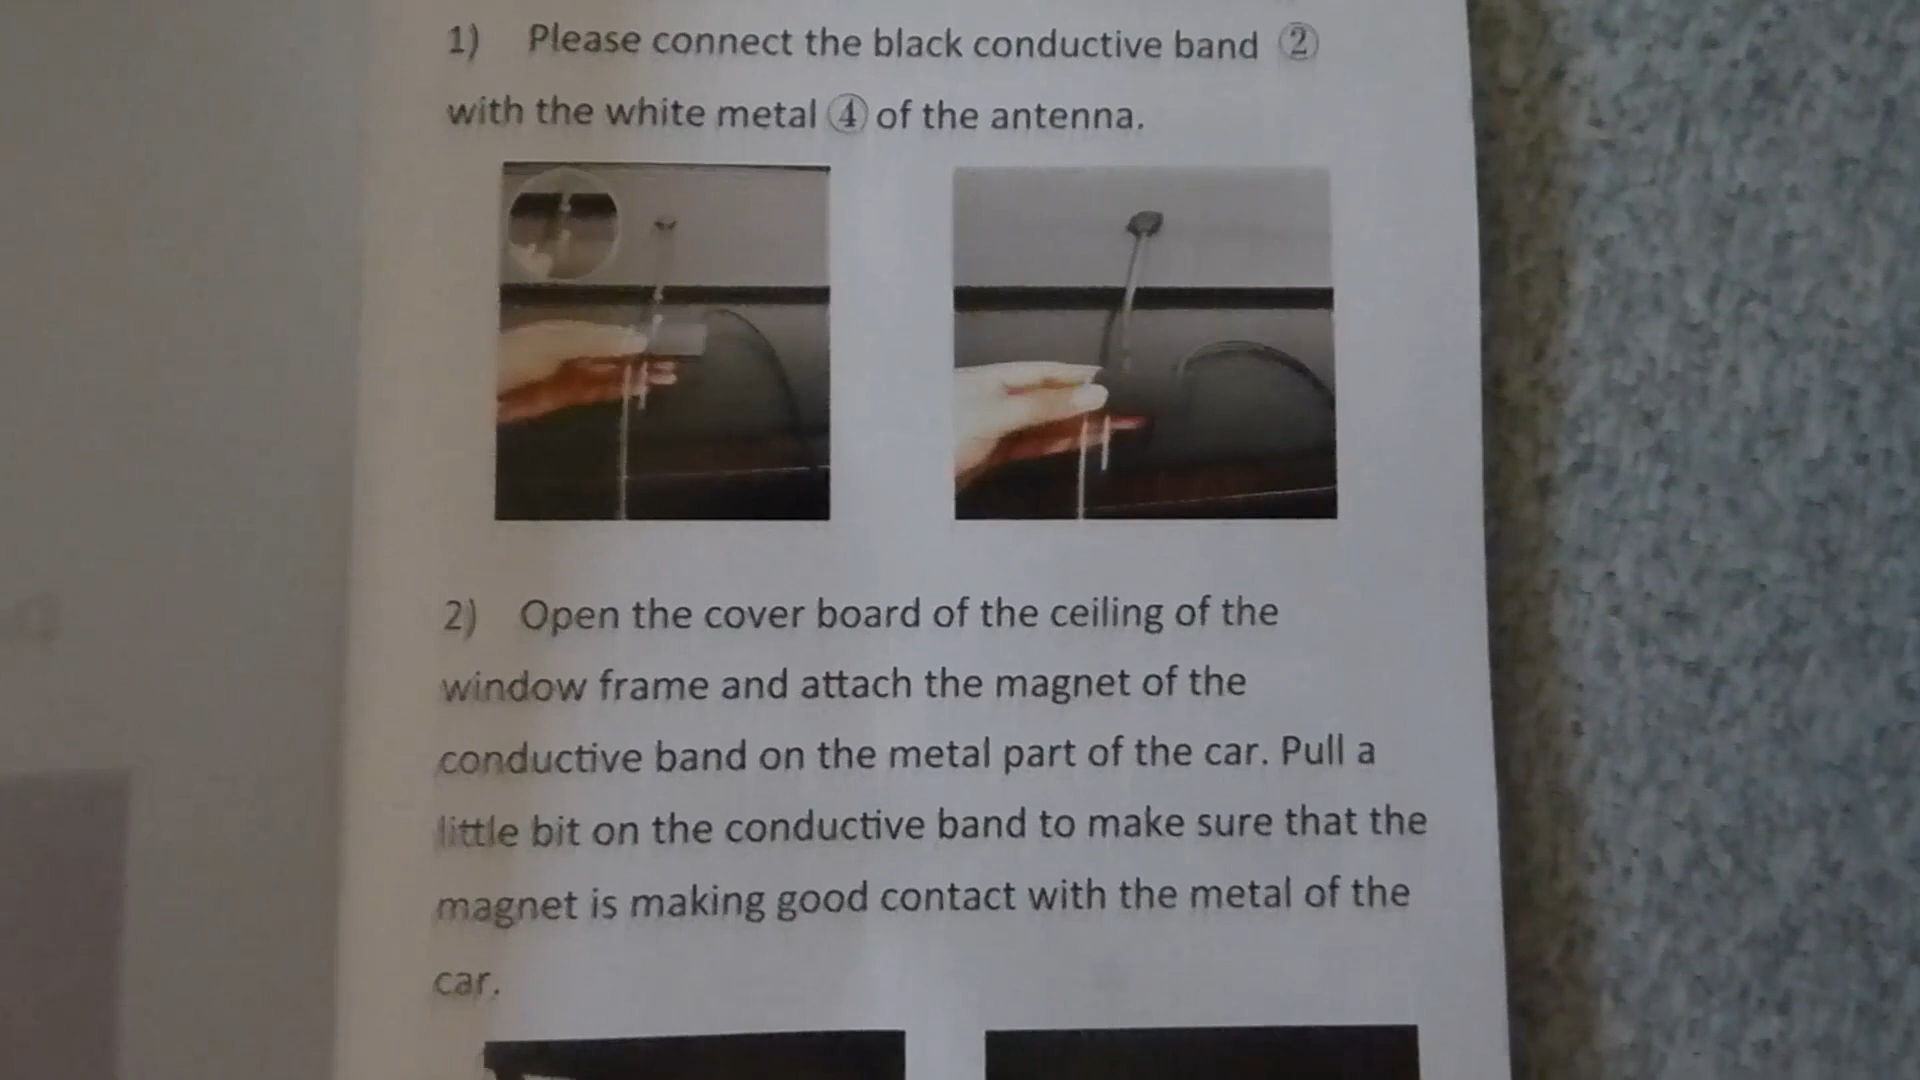 1) Please connect the black conductive band ②
with the white metal ④ of the antenna.
2) Open the cover board of the ceiling of the
window frame and attach the magnet of the
conductive band on the metal part of the car. Pull a
little bit on the conductive band to make sure that the
magnet is making good contact with the metal of the
car.